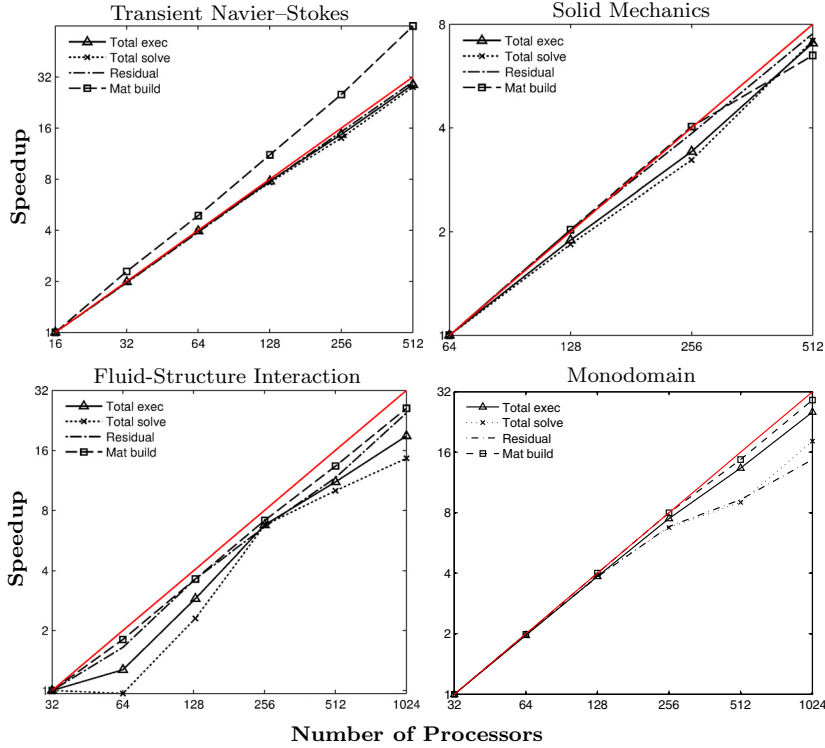 Transient Navier–Stokes
Total exec
Total solve
Residual
Mat build
32
16
8
4
2
1
16 32 64 128 256 512
Speedup
Solid Mechanics
Total exec
Total solve
Residual
Mat build
8
4
2
1
64 128 256 512
Fluid-Structure Interaction
Total exec
Total solve
Residual
Mat build
32
16
8
4
2
1
32 64 128 256 512 1024
Speedup
Monodomain
Total exec
Total solve
Residual
Mat build
32
16
8
4
2
1
32 64 128 256 512 1024
Number of Processors